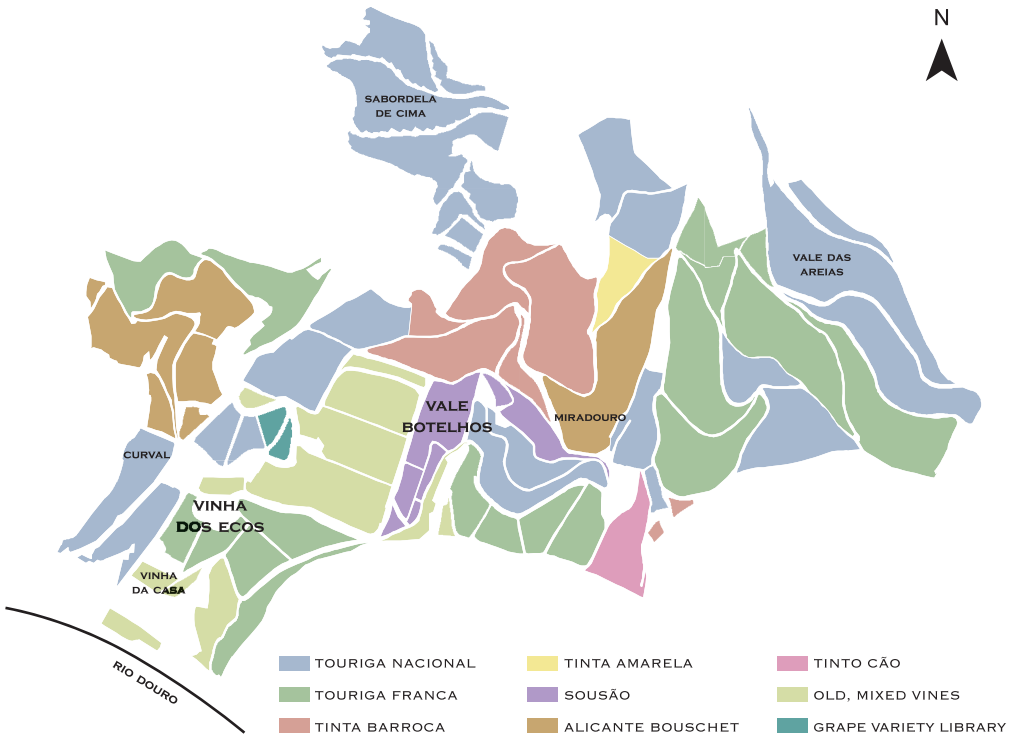 N
SABORDELA
DE CIMA
VALE DAS
AREIAS
VALE
BOTELHOS
MIRADOURO
CURVAL
VINHA
DOS ECOS
VINHA
DA CASA
RIO DOURO
TOURIGA NACIONAL
TINTA AMARELA
TINTO CÃO
TOURIGA FRANCA
SOUSÃO
OLD, MIXED VINES
TINTA BARROCA
ALICANTE BOUSCHET
GRAPE VARIETY LIBRARY